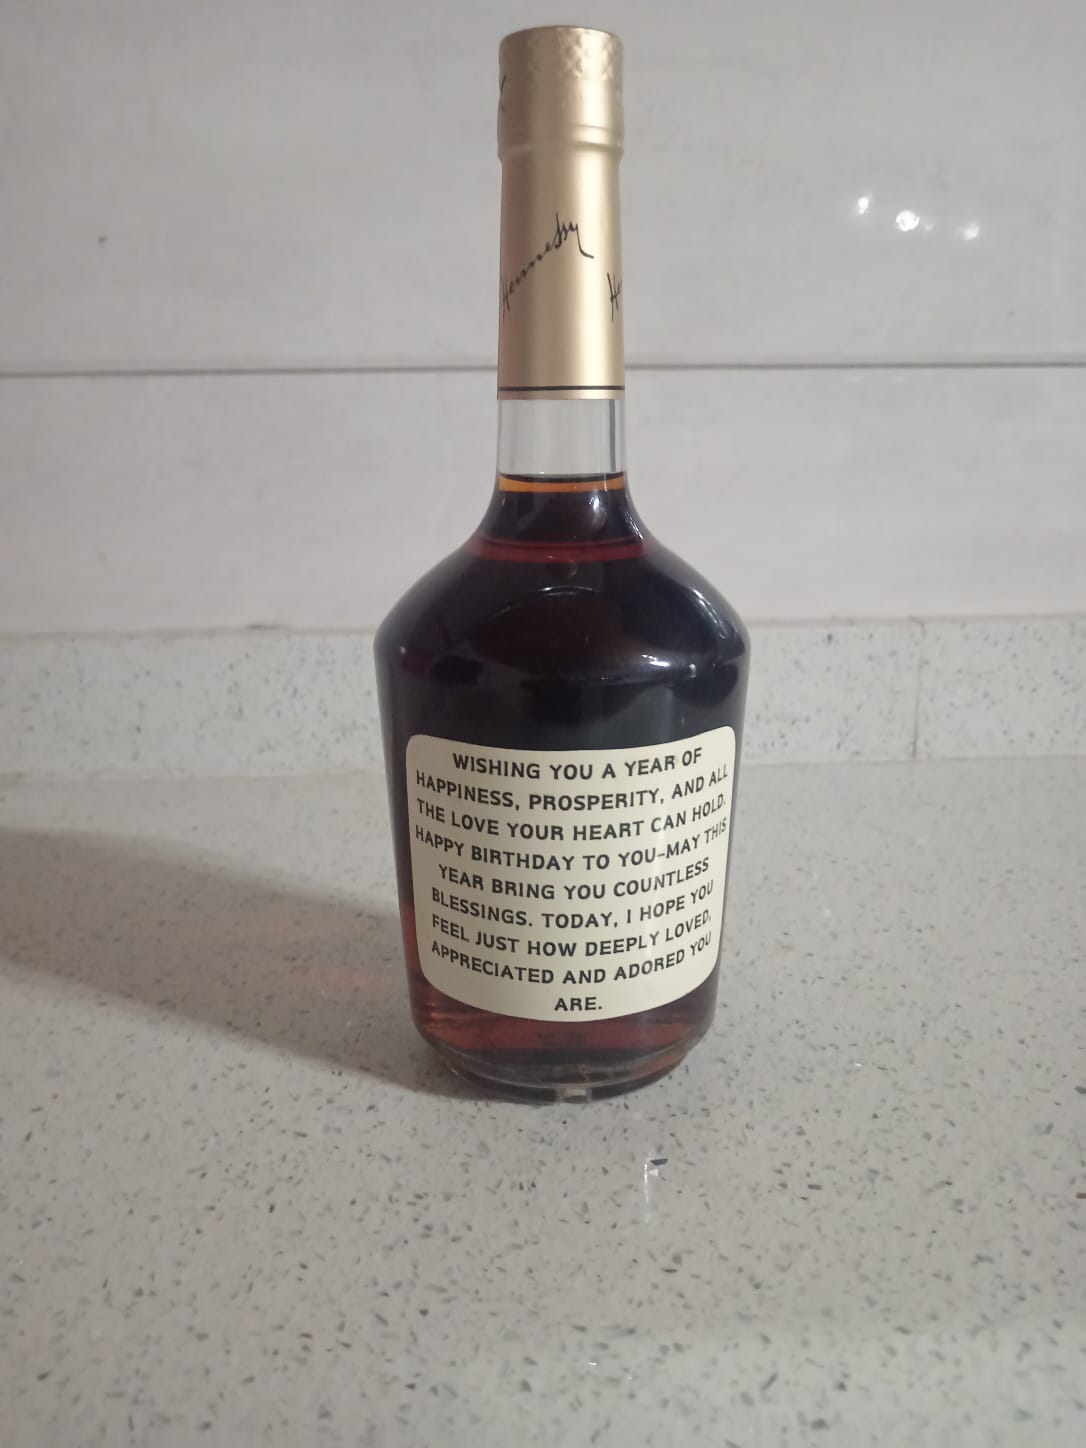 Hennessy
WISHING YOU A YEAR OF
HAPPINESS, PROSPERITY, AND ALL
THE LOVE YOUR HEART CAN HOLD.
HAPPY BIRTHDAY TO YOU-MAY THIS
YEAR BRING YOU COUNTLESS
BLESSINGS. TODAY, I HOPE YOU
FEEL JUST HOW DEEPLY LOVED,
APPRECIATED AND ADORED YOU
ARE.